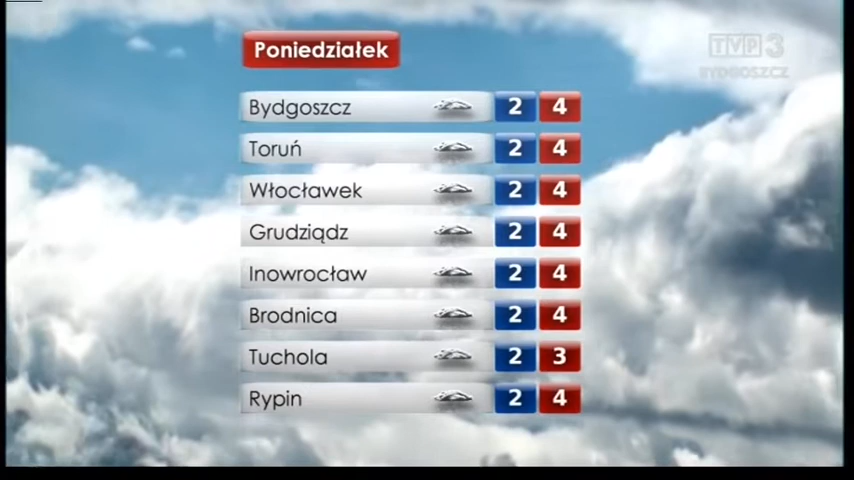 Poniedziałek
TVP3
BYDGOSZCZ
Bydgoszcz 2 4
Toruń 2 4
Włocławek 2 4
Grudziądz 2 4
Inowrocław 2 4
Brodnica 2 4
Tuchola 2 3
Rypin 2 4